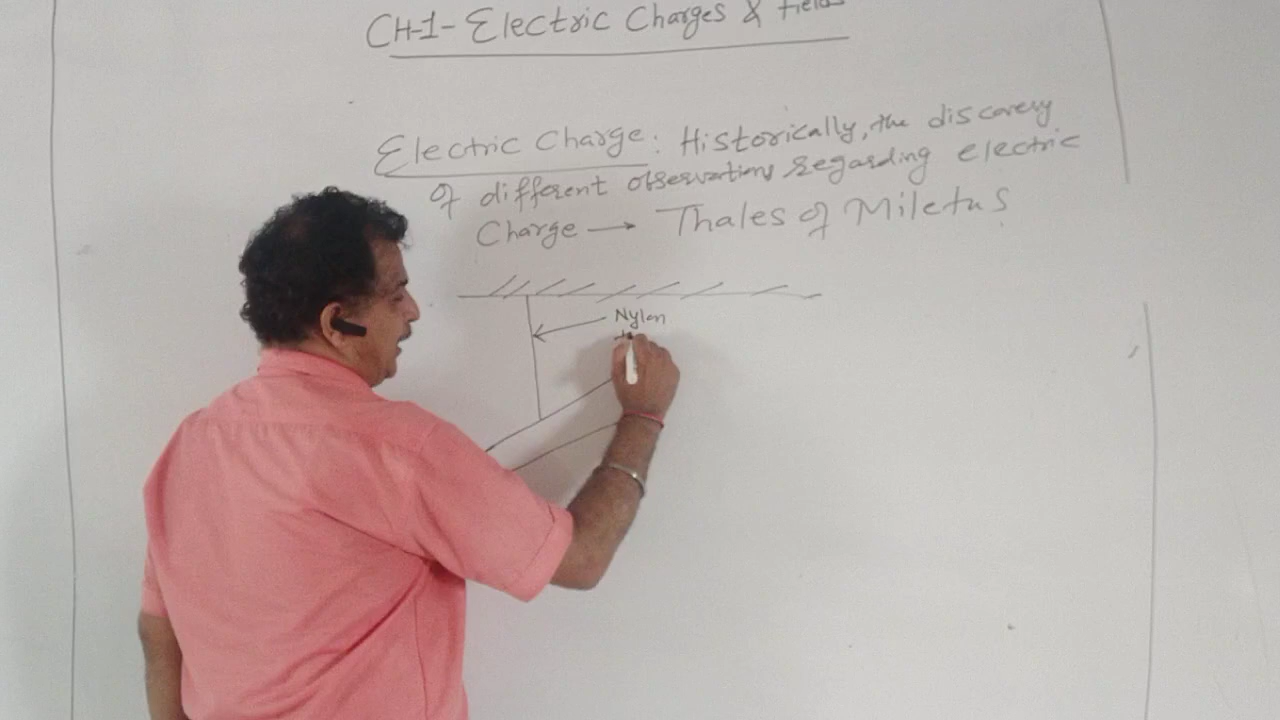 CH-1- Electric Charges & Fields
Electric Charge: Historically, the discovery
of different observations regarding electric
Charge → Thales of Miletus
Nylon